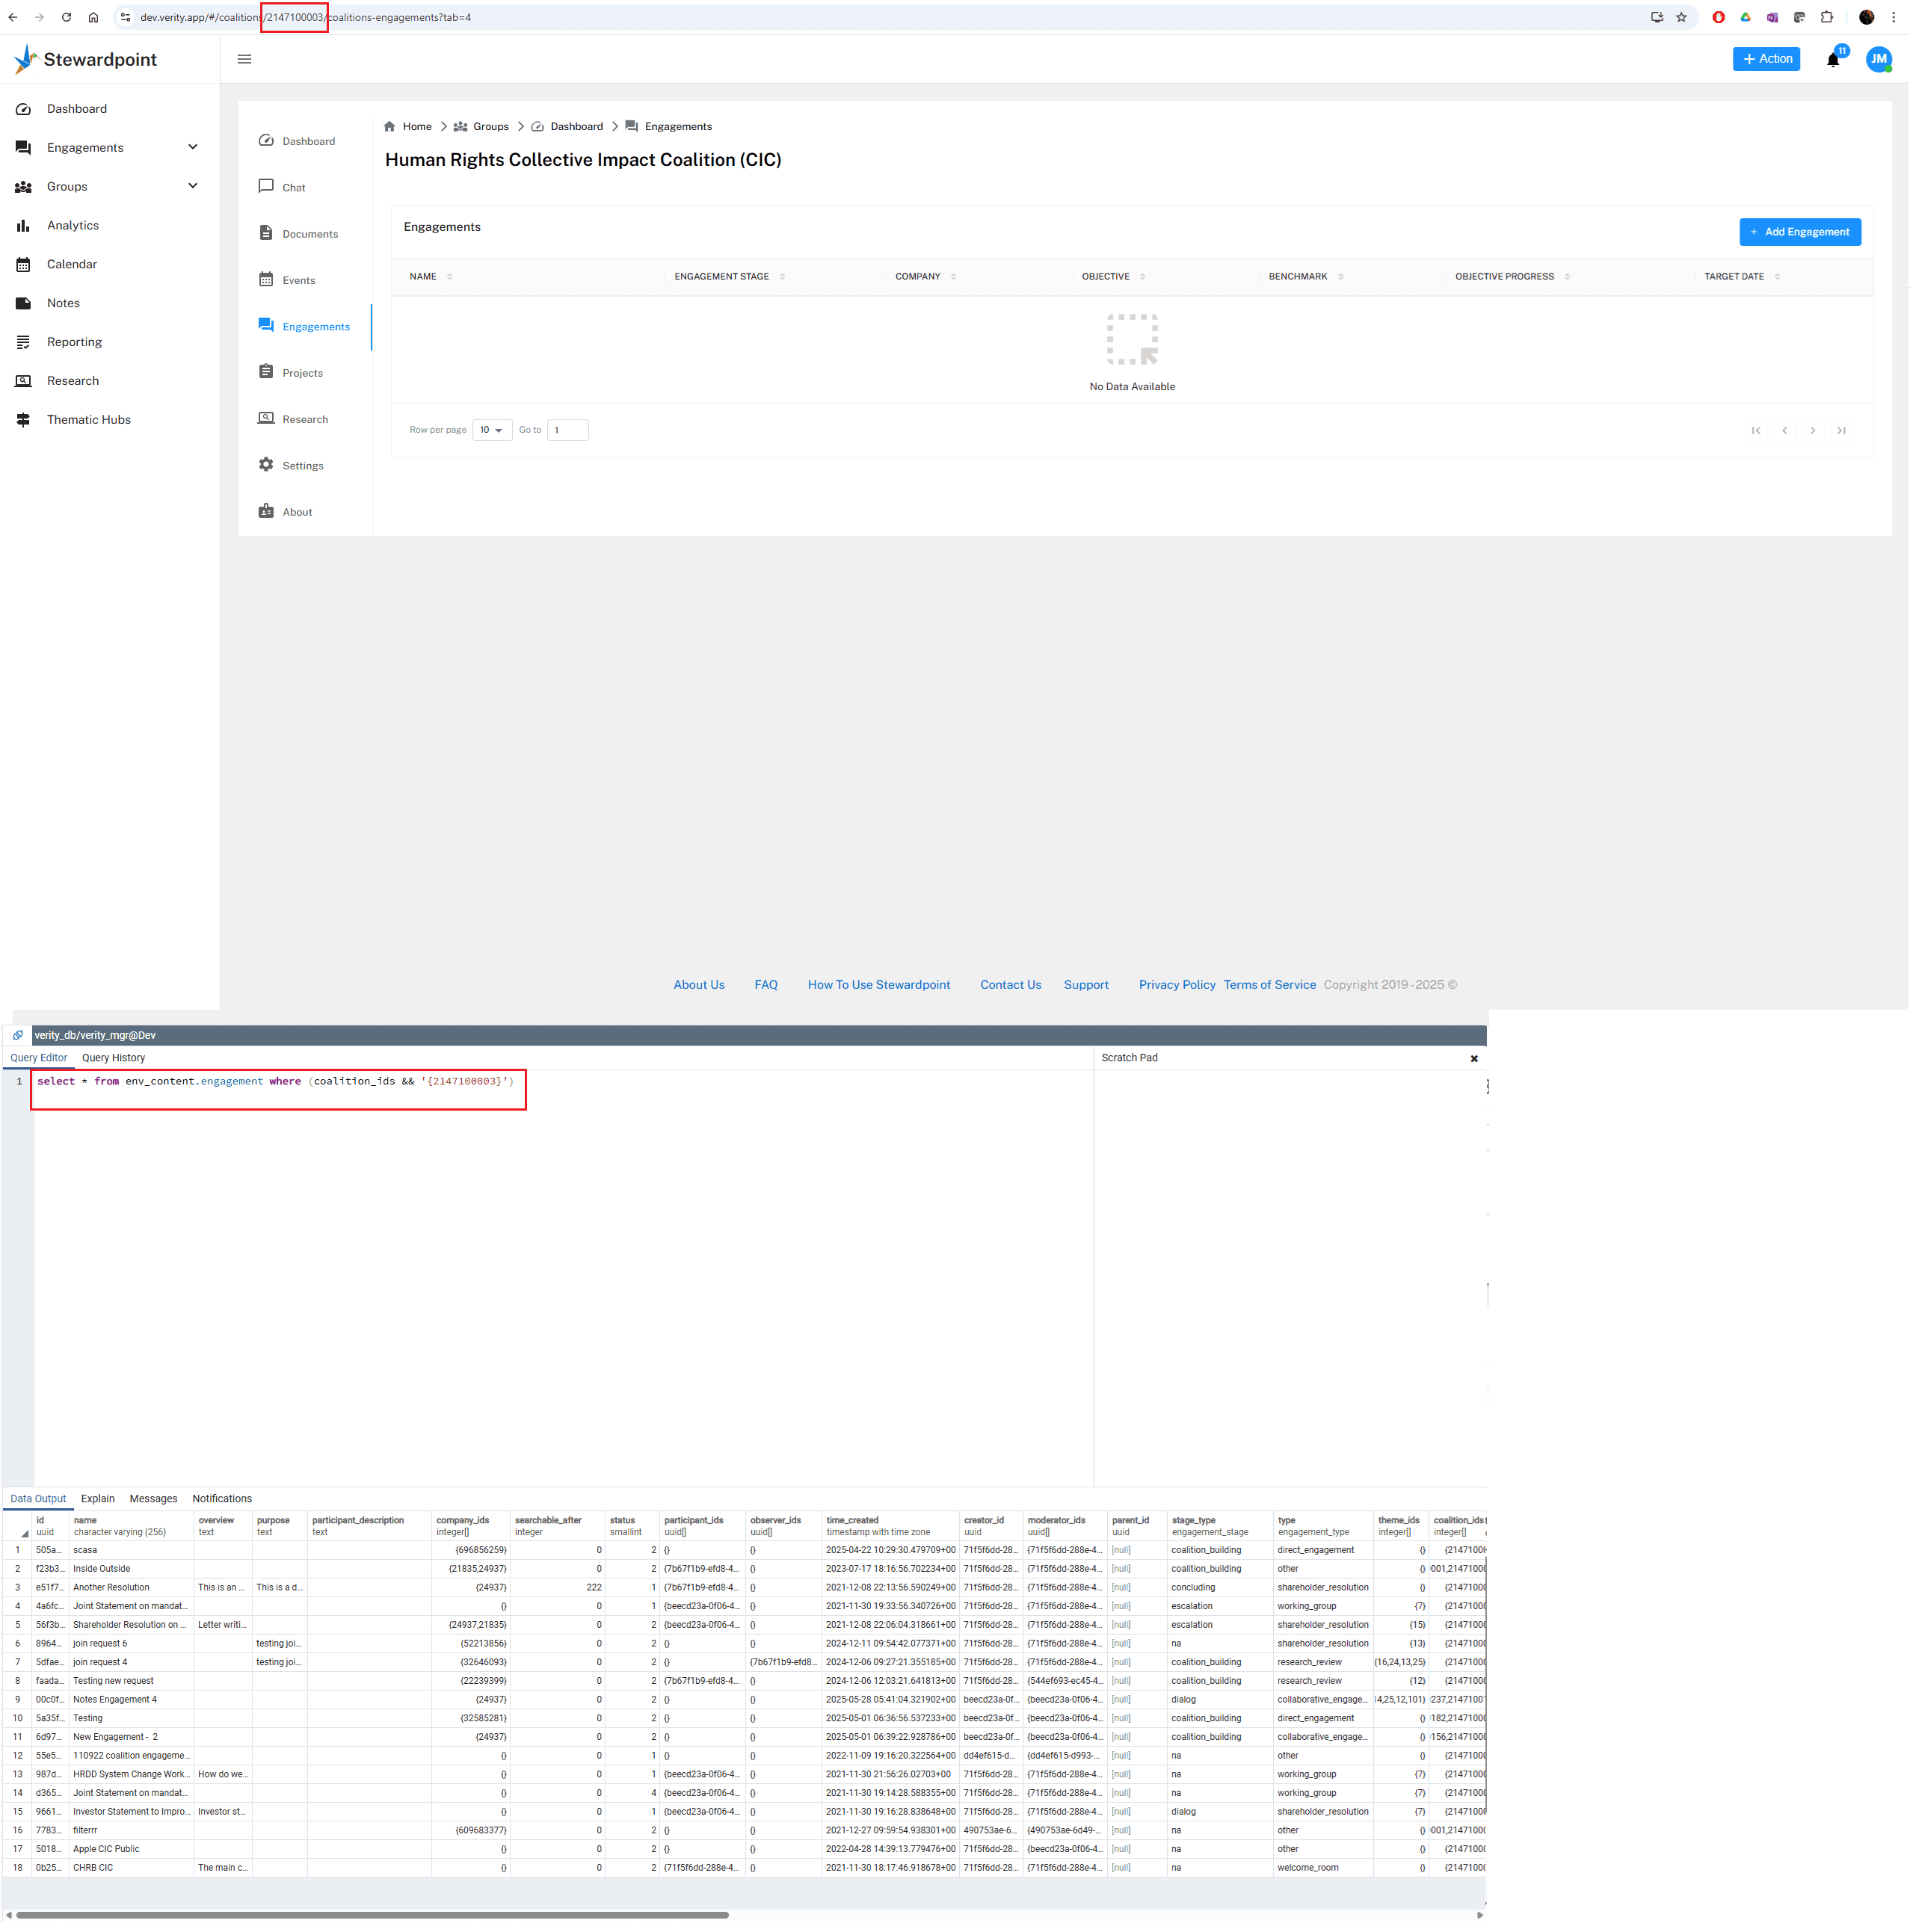 dev.verity.app/#/coalitions/2147100003/coalitions-engagements?tab=4
Stewardpoint
+ Action
11
JM
Dashboard
Engagements
Groups
Analytics
Calendar
Notes
Reporting
Research
Thematic Hubs
Dashboard
Chat
Documents
Events
Engagements
Projects
Research
Settings
About
Home > Groups > Dashboard > Engagements
Human Rights Collective Impact Coalition (CIC)
Engagements
+ Add Engagement
NAME ENGAGEMENT STAGE COMPANY OBJECTIVE BENCHMARK OBJECTIVE PROGRESS TARGET DATE
No Data Available
Row per page 10 Go to 1
About Us FAQ How To Use Stewardpoint Contact Us Support Privacy Policy Terms of Service Copyright 2019-2025 ©
verity_db/verity_mgr@Dev
Query Editor Query History Scratch Pad
1 select * from env_content.engagement where (coalition_ids && '{2147100003}')
Data Output Explain Messages Notifications
id name overview purpose participant_description company_ids searchable_after status participant_ids observer_ids time_created creator_id moderator_ids parent_id stage_type type theme_ids coalition_ids
uuid character varying (256) text text text integer[] integer smallint uuid[] uuid[] timestamp with time zone uuid uuid[] uuid engagement_stage engagement_type integer[] integer[]
1 505a... scasa {696856259} 0 2 {} {} 2025-04-22 10:29:30.479709+00 71f5f6dd-28... {71f5f6dd-288e-4... [null] coalition_building direct_engagement {} {2147100
2 f23b3... Inside Outside {21835,24937} 0 2 {7b67f1b9-efd8-4... {} 2023-07-17 18:16:56.702234+00 71f5f6dd-28... {71f5f6dd-288e-4... [null] coalition_building other {} 001,2147100
3 e51f7... Another Resolution This is an ... This is a d... {24937} 222 1 {7b67f1b9-efd8-4... {} 2021-12-08 22:13:56.590249+00 71f5f6dd-28... {71f5f6dd-288e-4... [null] concluding shareholder_resolution {} {2147100
4 4a6fc... Joint Statement on mandat... {} 0 1 {beecd23a-0f06-4... {} 2021-11-30 19:33:56.340726+00 71f5f6dd-28... {71f5f6dd-288e-4... [null] escalation working_group {7} {2147100
5 56f3b... Shareholder Resolution on ... Letter writi... {24937,21835} 0 2 {beecd23a-0f06-4... {} 2021-12-08 22:06:04.318661+00 71f5f6dd-28... {71f5f6dd-288e-4... [null] escalation shareholder_resolution {15} {2147100
6 8964... join request 6 testing joi... {52213856} 0 2 {} {} 2024-12-11 09:54:42.077371+00 71f5f6dd-28... {71f5f6dd-288e-4... [null] na shareholder_resolution {13} {2147100
7 5dfae... join request 4 testing joi... {32646093} 0 2 {} {7b67f1b9-efd8... 2024-12-06 09:27:21.355185+00 71f5f6dd-28... {71f5f6dd-288e-4... [null] coalition_building research_review {16,24,13,25} {2147100
8 faada... Testing new request {22239399} 0 2 {7b67f1b9-efd8-4... {} 2024-12-06 12:03:21.641813+00 71f5f6dd-28... {544ef693-ec45-4... [null] coalition_building research_review {12} {2147100
9 00c0f... Notes Engagement 4 {24937} 0 2 {} {} 2025-05-28 05:41:04.321902+00 beecd23a-0f... {beecd23a-0f06-4... [null] dialog collaborative_engage... 4,25,12,101} 237,2147100
10 5a35f... Testing {32585281} 0 2 {} {} 2025-05-01 06:36:56.537233+00 beecd23a-0f... {beecd23a-0f06-4... [null] coalition_building direct_engagement {} 182,2147100
11 6d97... New Engagement - 2 {24937} 0 2 {} {} 2025-05-01 06:39:22.928786+00 beecd23a-0f... {beecd23a-0f06-4... [null] coalition_building collaborative_engage... {} 156,2147100
12 55e5... 110922 coalition engageme... {} 0 1 {} {} 2022-11-09 19:16:20.322564+00 dd4ef615-d... {dd4ef615-d993-... [null] na other {} {2147100
13 987d... HRDD System Change Work... How do we... {} 0 1 {beecd23a-0f06-4... {} 2021-11-30 21:56:26.02703+00 71f5f6dd-28... {71f5f6dd-288e-4... [null] na working_group {7} {2147100
14 d365... Joint Statement on mandat... {} 0 4 {beecd23a-0f06-4... {} 2021-11-30 19:14:28.588355+00 71f5f6dd-28... {71f5f6dd-288e-4... [null] na working_group {7} {2147100
15 9661... Investor Statement to Impro... Investor st... {} 0 1 {beecd23a-0f06-4... {} 2021-11-30 19:16:28.838648+00 71f5f6dd-28... {71f5f6dd-288e-4... [null] dialog shareholder_resolution {7} {2147100
16 7783... filterrr {609683377} 0 2 {} {} 2021-12-27 09:59:54.938301+00 490753ae-6... {490753ae-6d49-... [null] na other {} 001,2147100
17 5018... Apple CIC Public {} 0 2 {} {} 2022-04-28 14:39:13.779476+00 71f5f6dd-28... {beecd23a-0f06-4... [null] na other {} {2147100
18 0b25... CHRB CIC The main c... {} 0 2 {71f5f6dd-288e-4... {} 2021-11-30 18:17:46.918678+00 71f5f6dd-28... {71f5f6dd-288e-4... [null] na welcome_room {} {2147100